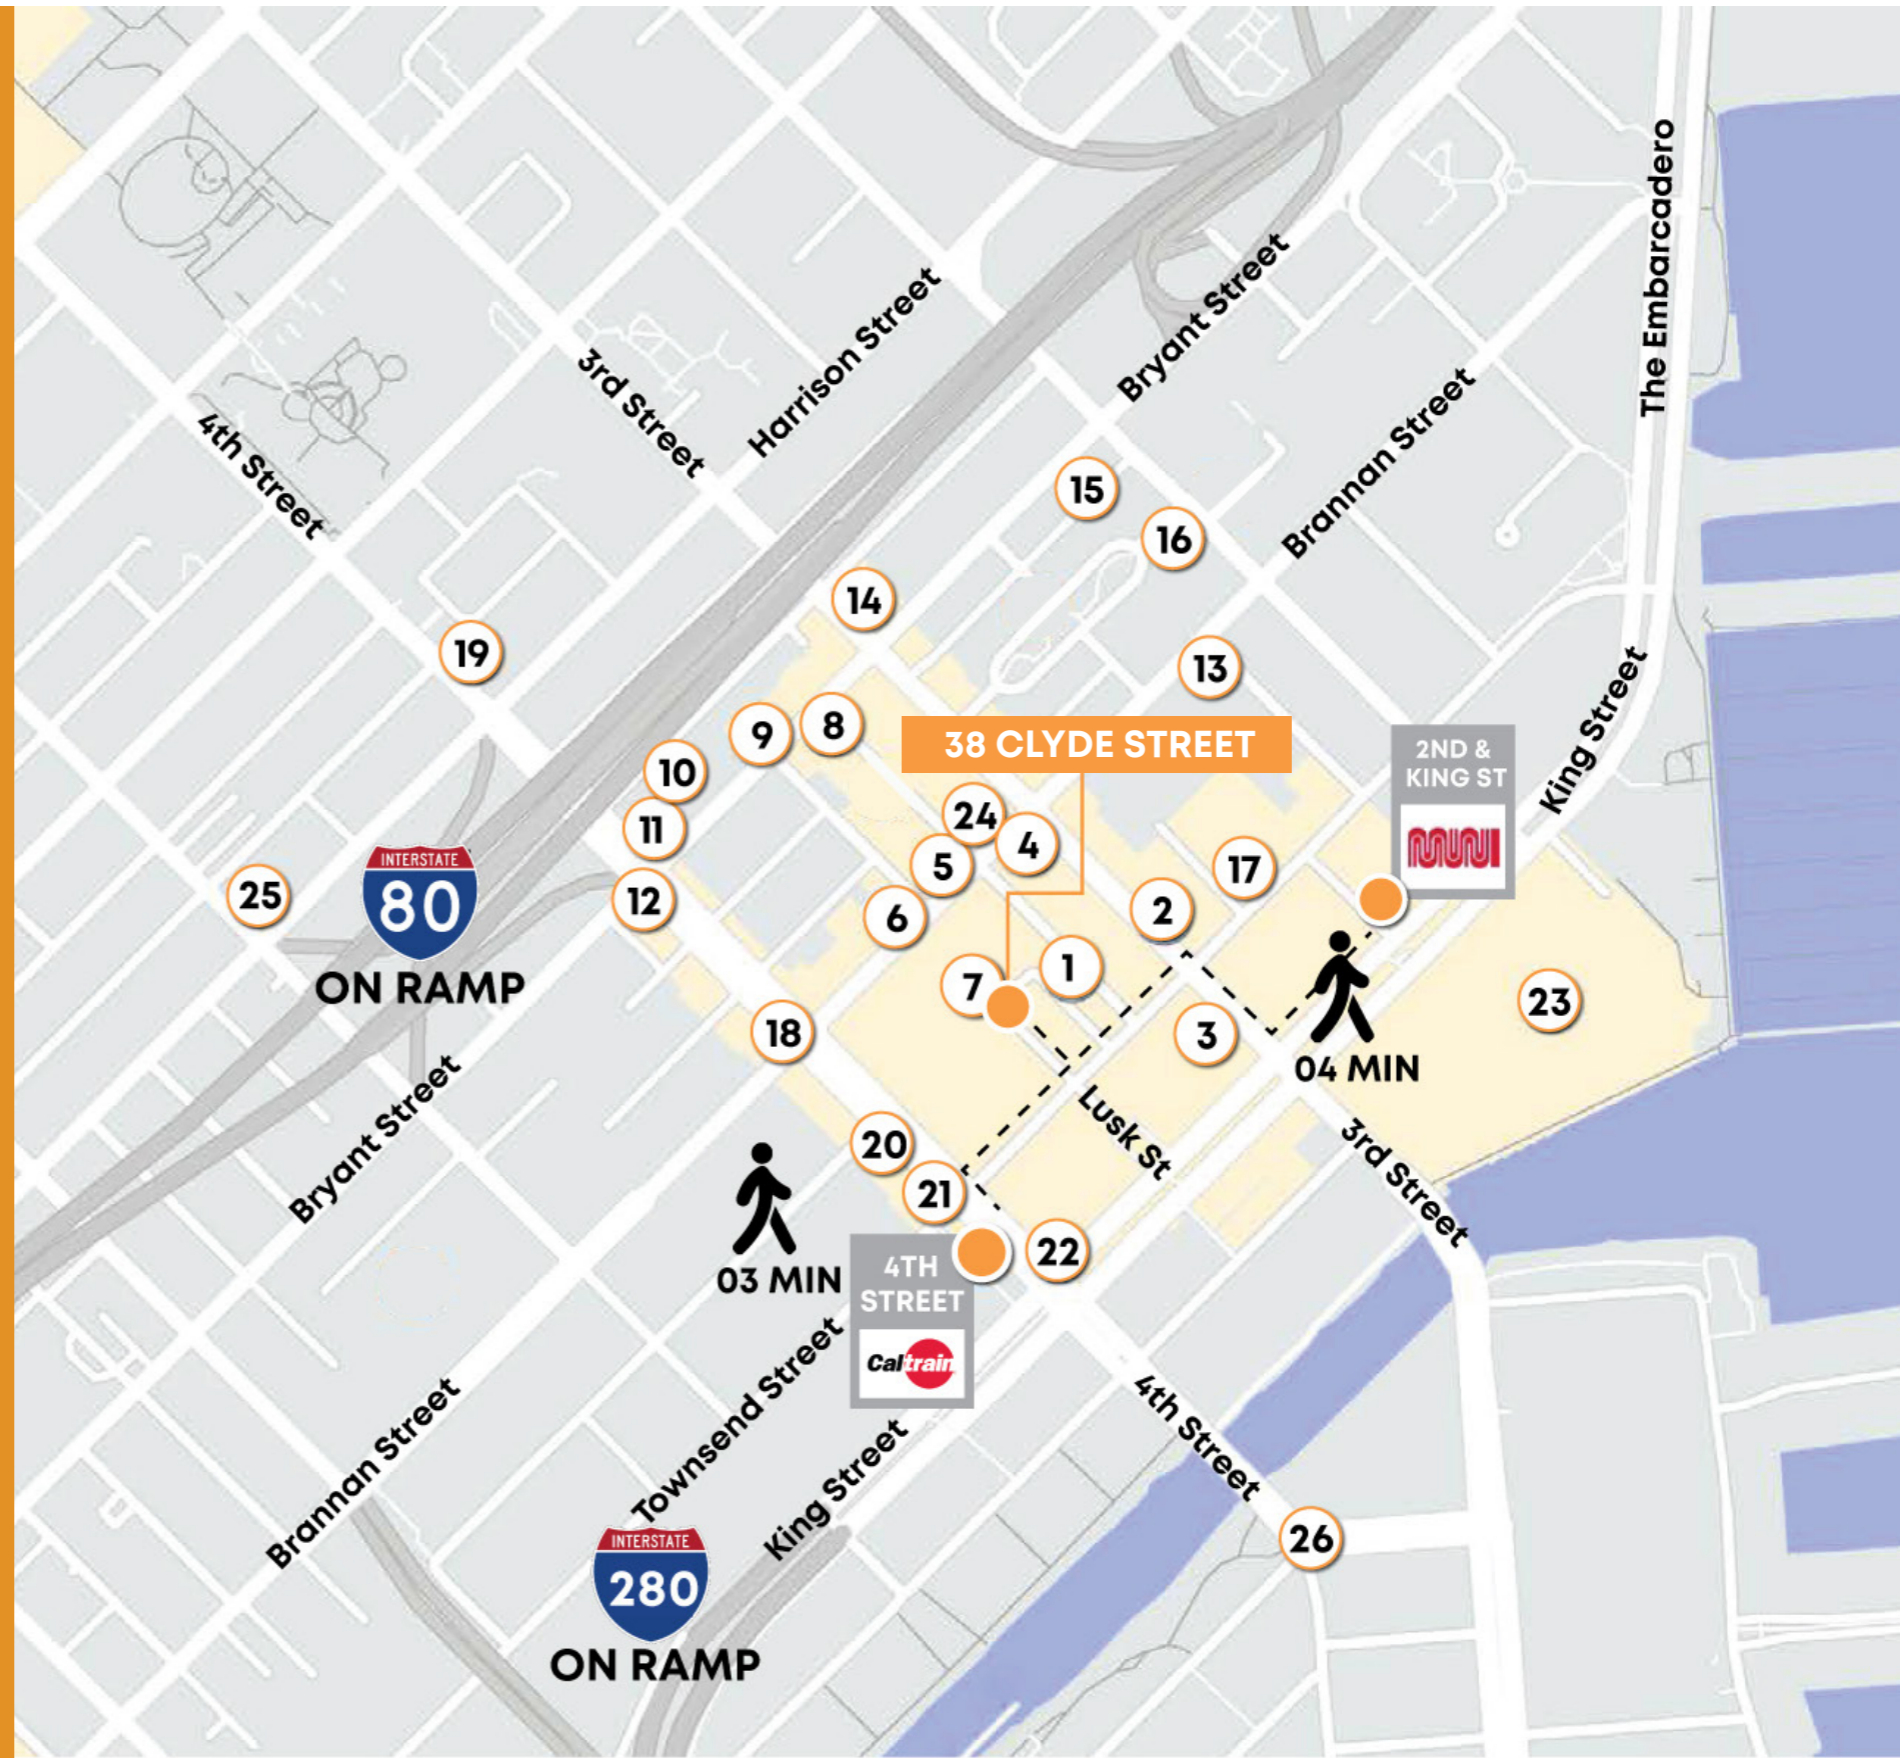 The Embarcadero
Harrison Street
Bryant Street
3rd Street
Brannan Street
4th Street
15
16
14
19
13
King Street
9
8
38 CLYDE STREET
2ND &
KING ST
MUNI
10
24
11
4
5
17
INTERSTATE
80
ON RAMP
25
12
6
2
7
1
23
18
3
04 MIN
Bryant Street
Lusk St
20
3rd Street
21
03 MIN
4TH
STREET
Caltrain
22
Townsend Street
4th Street
Brannan Street
King Street
26
INTERSTATE
280
ON RAMP